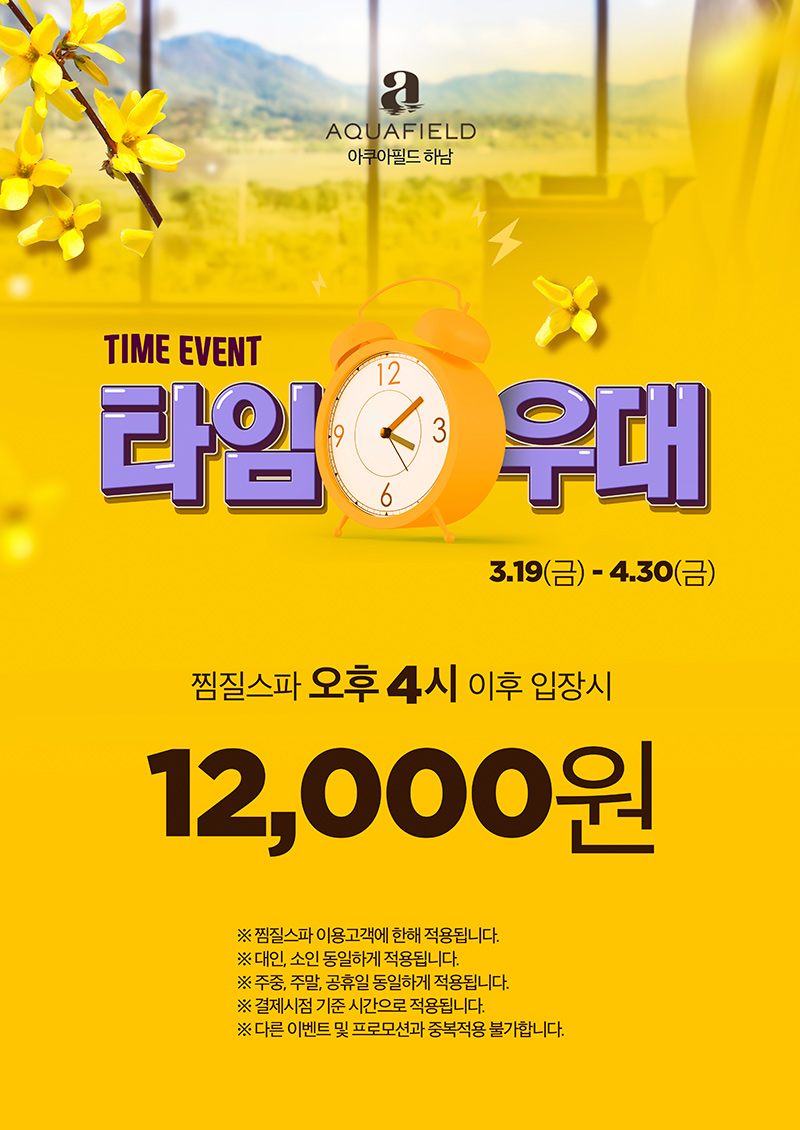 a
AQUAFIELD
아쿠아필드 하남
TIME EVENT
타임 우대
12
3
6
9
3.19(금) - 4.30(금)
찜질스파 오후 4시 이후 입장시
12,000원
※ 찜질스파 이용고객에 한해 적용됩니다.
※ 대인, 소인 동일하게 적용됩니다.
※ 주중, 주말, 공휴일 동일하게 적용됩니다.
※ 결제시점 기준 시간으로 적용됩니다.
※ 다른 이벤트 및 프로모션과 중복적용 불가합니다.